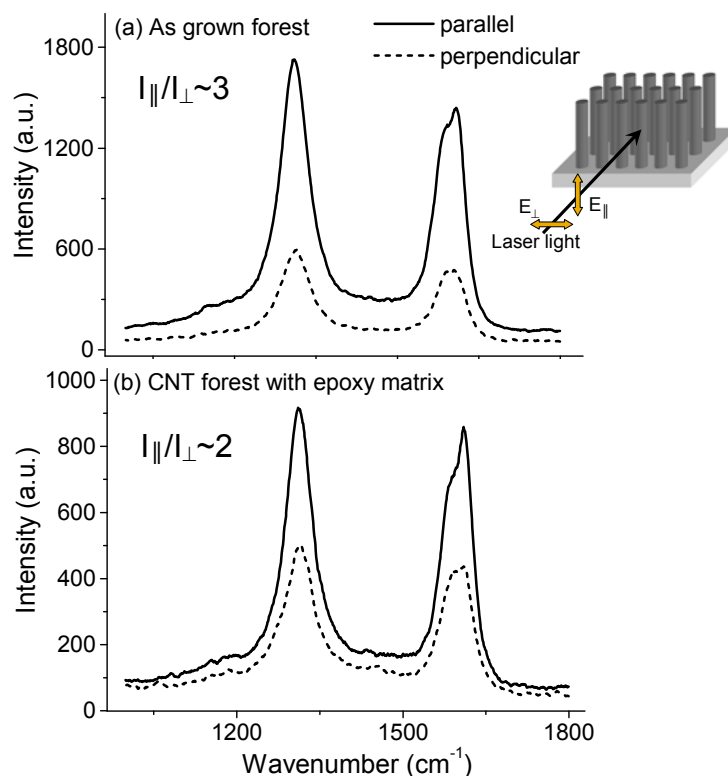 (a) As grown forest
parallel
perpendicular
I∥/I⊥~3
1800
1200
600
0
Intensity (a.u.)
E⊥
E∥
Laser light
(b) CNT forest with epoxy matrix
I∥/I⊥~2
1000
800
600
400
200
0
Intensity (a.u.)
1200
1500
1800
Wavenumber (cm⁻¹)